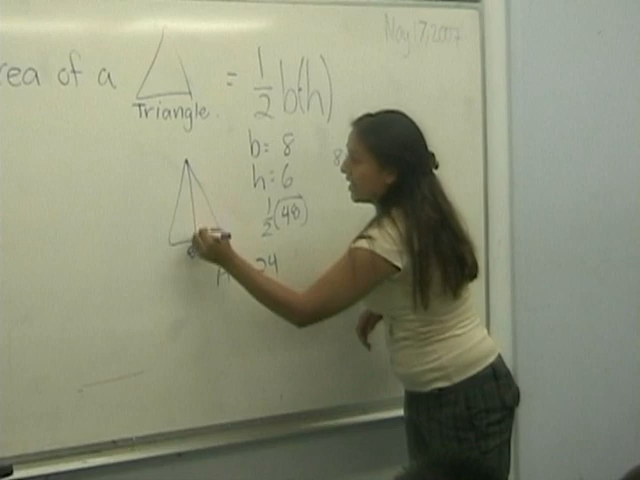 May 17, 2007
rea of a = 1/2 b(h)
Triangle.
b = 8
h = 6
1/2(48)
24